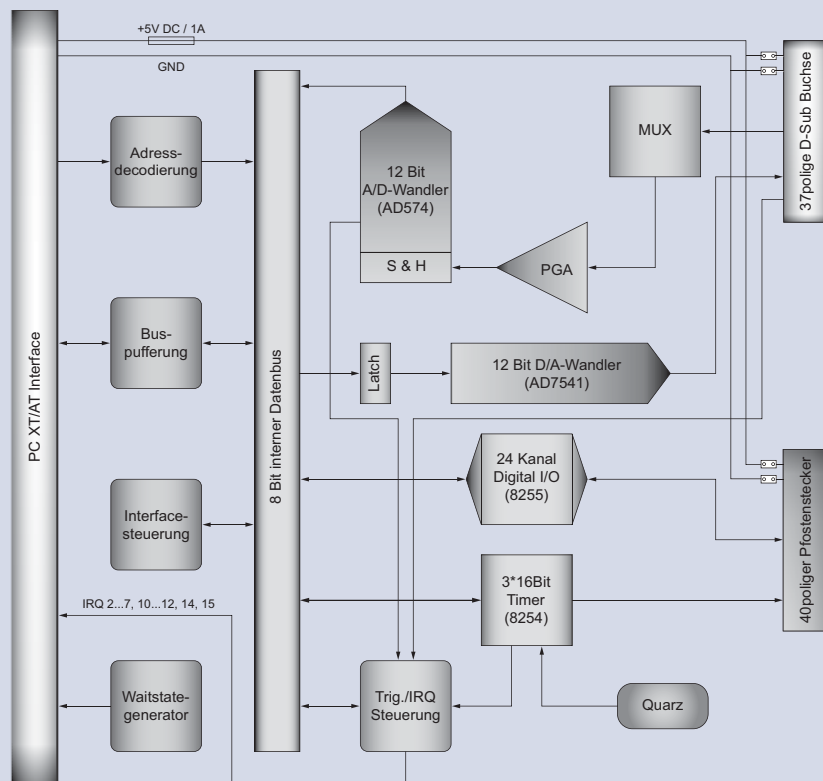 +5V DC / 1A
GND
PC XT/AT Interface
Adress-
decodierung
Bus-
pufferung
Interface-
steuerung
IRQ 2...7, 10...12, 14, 15
Waitstate-
generator
8 Bit interner Datenbus
12 Bit
A/D-Wandler
(AD574)
S & H
PGA
MUX
37polige D-Sub Buchse
Latch
12 Bit D/A-Wandler
(AD7541)
24 Kanal
Digital I/O
(8255)
3*16Bit
Timer
(8254)
40poliger Pfostenstecker
Trig./IRQ
Steuerung
Quarz